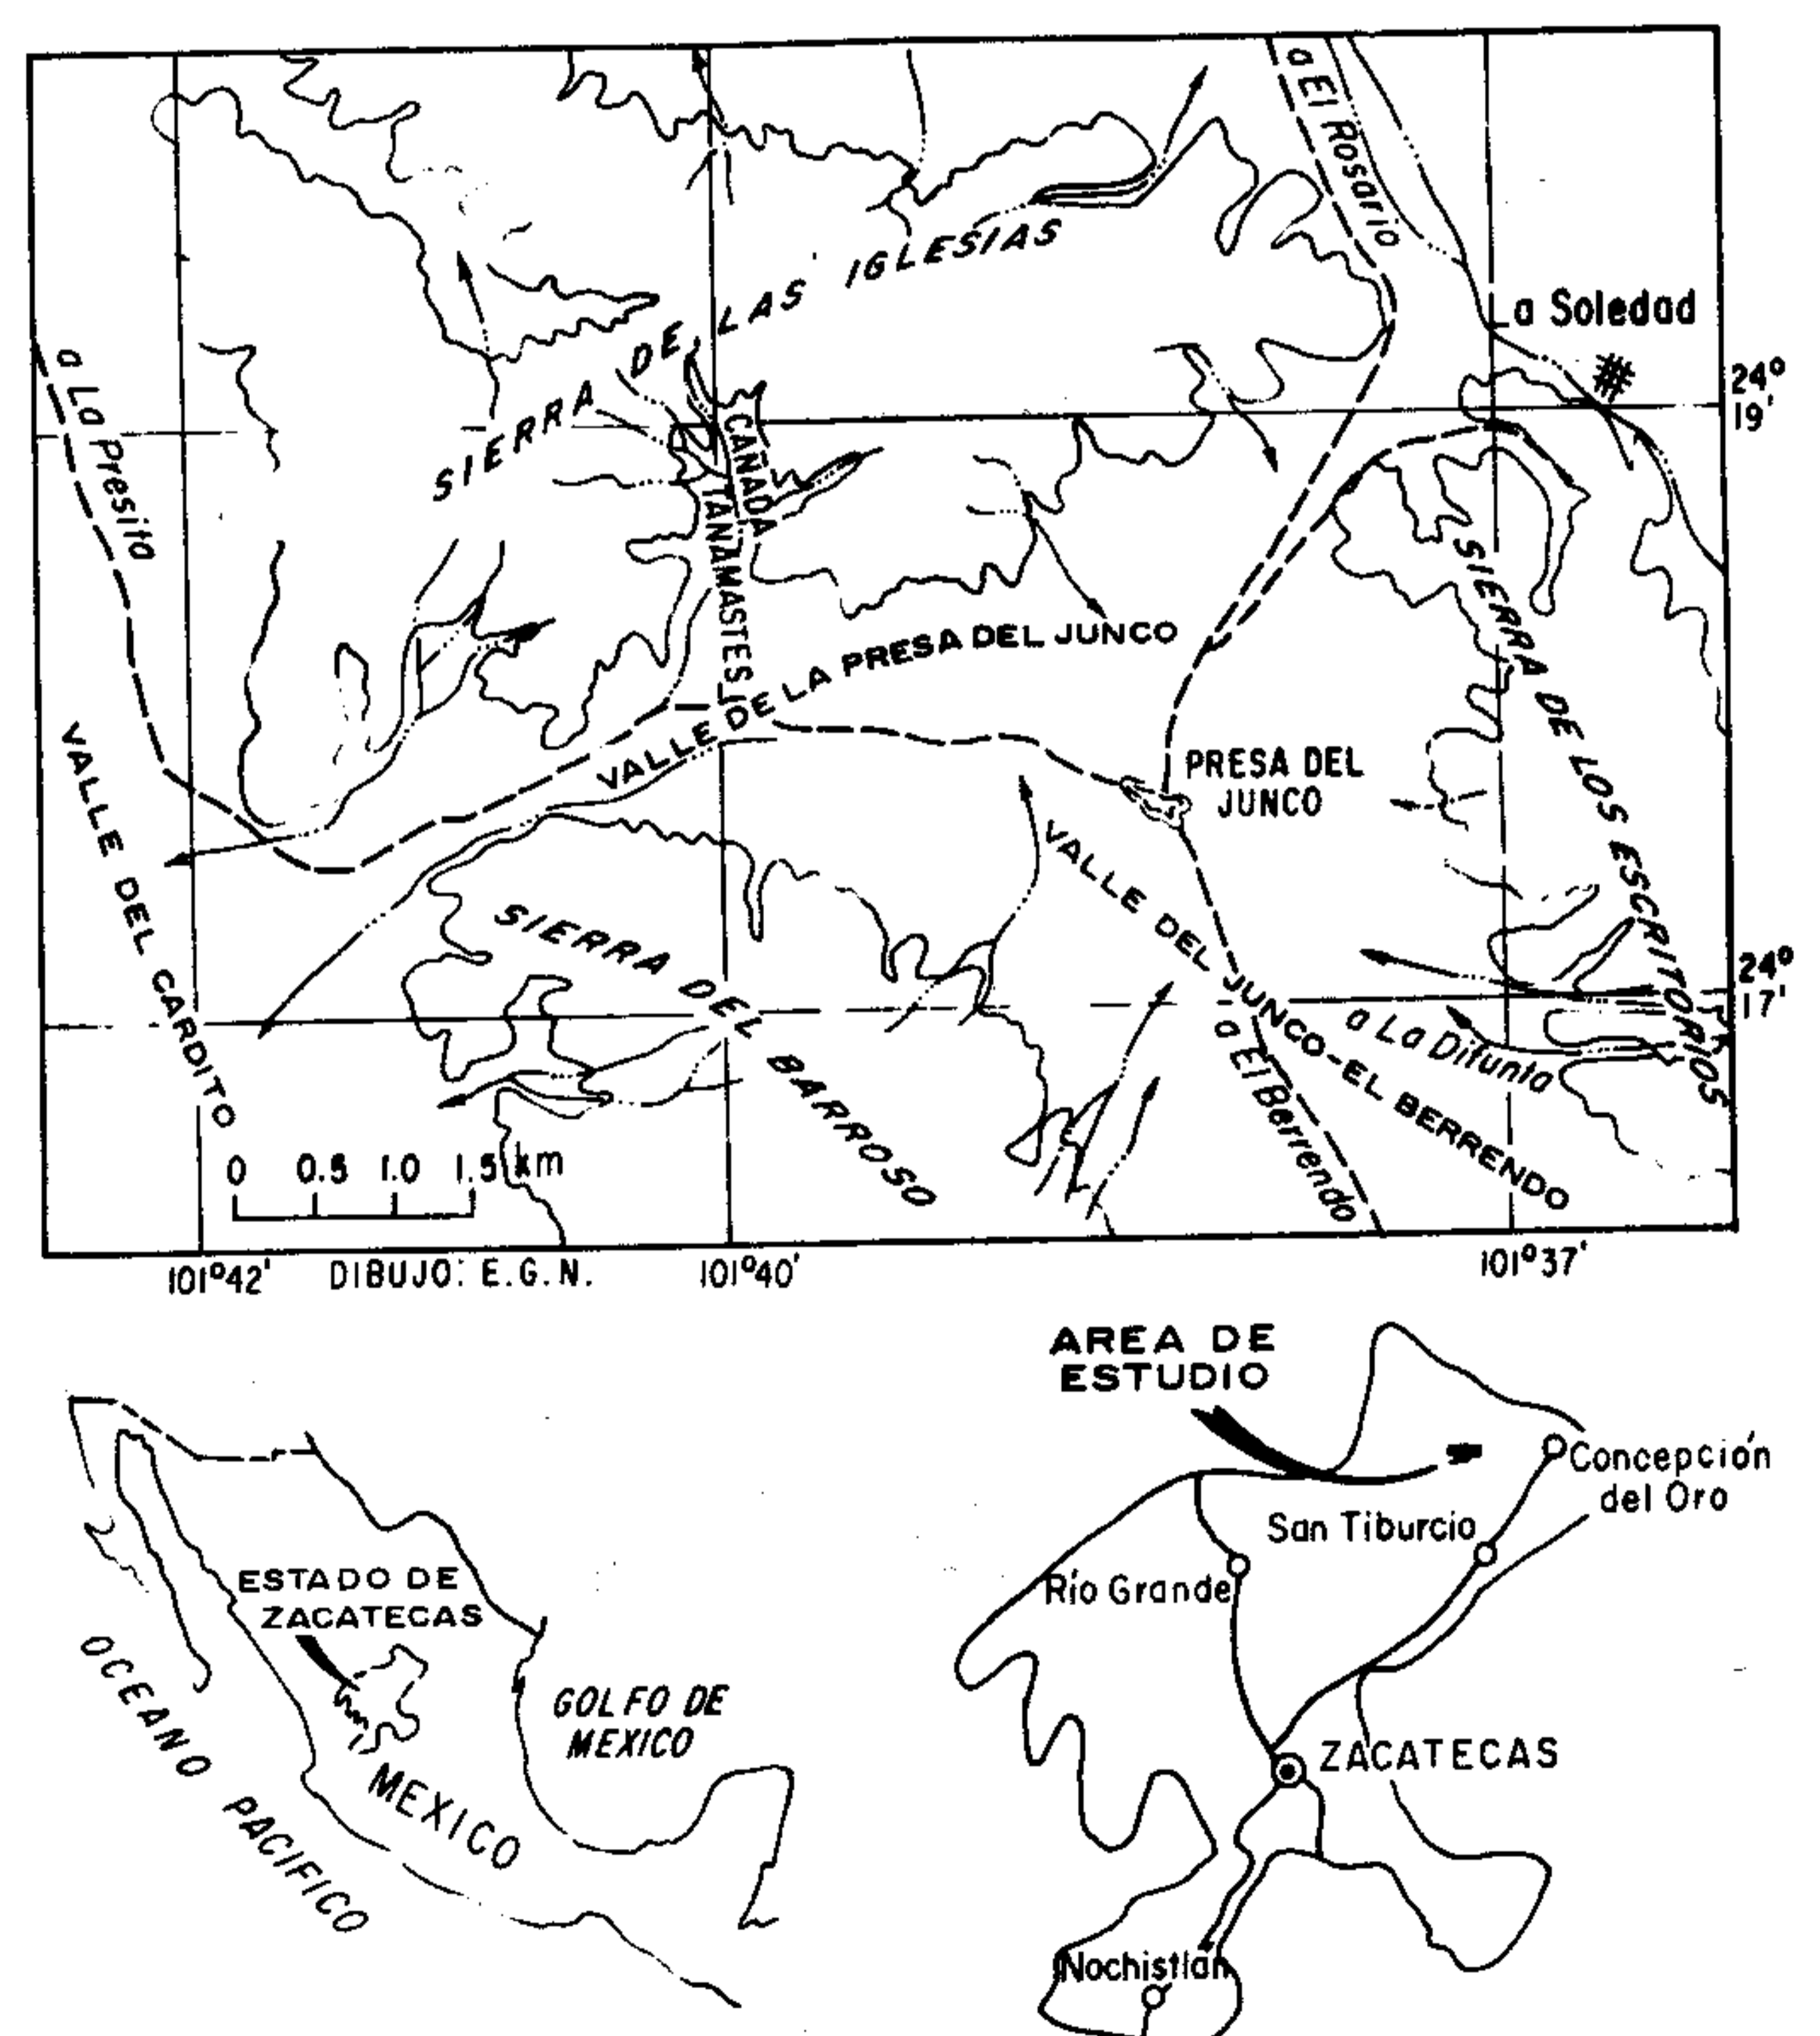 a El Rosario
SIERRA DE LAS IGLESIAS
a Soledad
24°
19'
a La Presita
CAÑADA
TANAMASTES
SIERRA DE LOS ESCRITORIOS
VALLE DE LA PRESA DEL JUNCO
PRESA DEL
JUNCO
VALLE DEL CARDITO
SIERRA DEL BARROSO
VALLE DEL JUNCO-EL BERRENDO
24°
17'
a La Difunta
a El Berrendo
0 0.5 1.0 1.5 km
101°42' DIBUJO: E.G.N. 101°40' 101°37'
AREA DE
ESTUDIO
Concepción
del Oro
San Tiburcio
Río Grande
ZACATECAS
Nochistlán
ESTADO DE
ZACATECAS
OCEANO PACIFICO
GOLFO DE
MEXICO
MEXICO